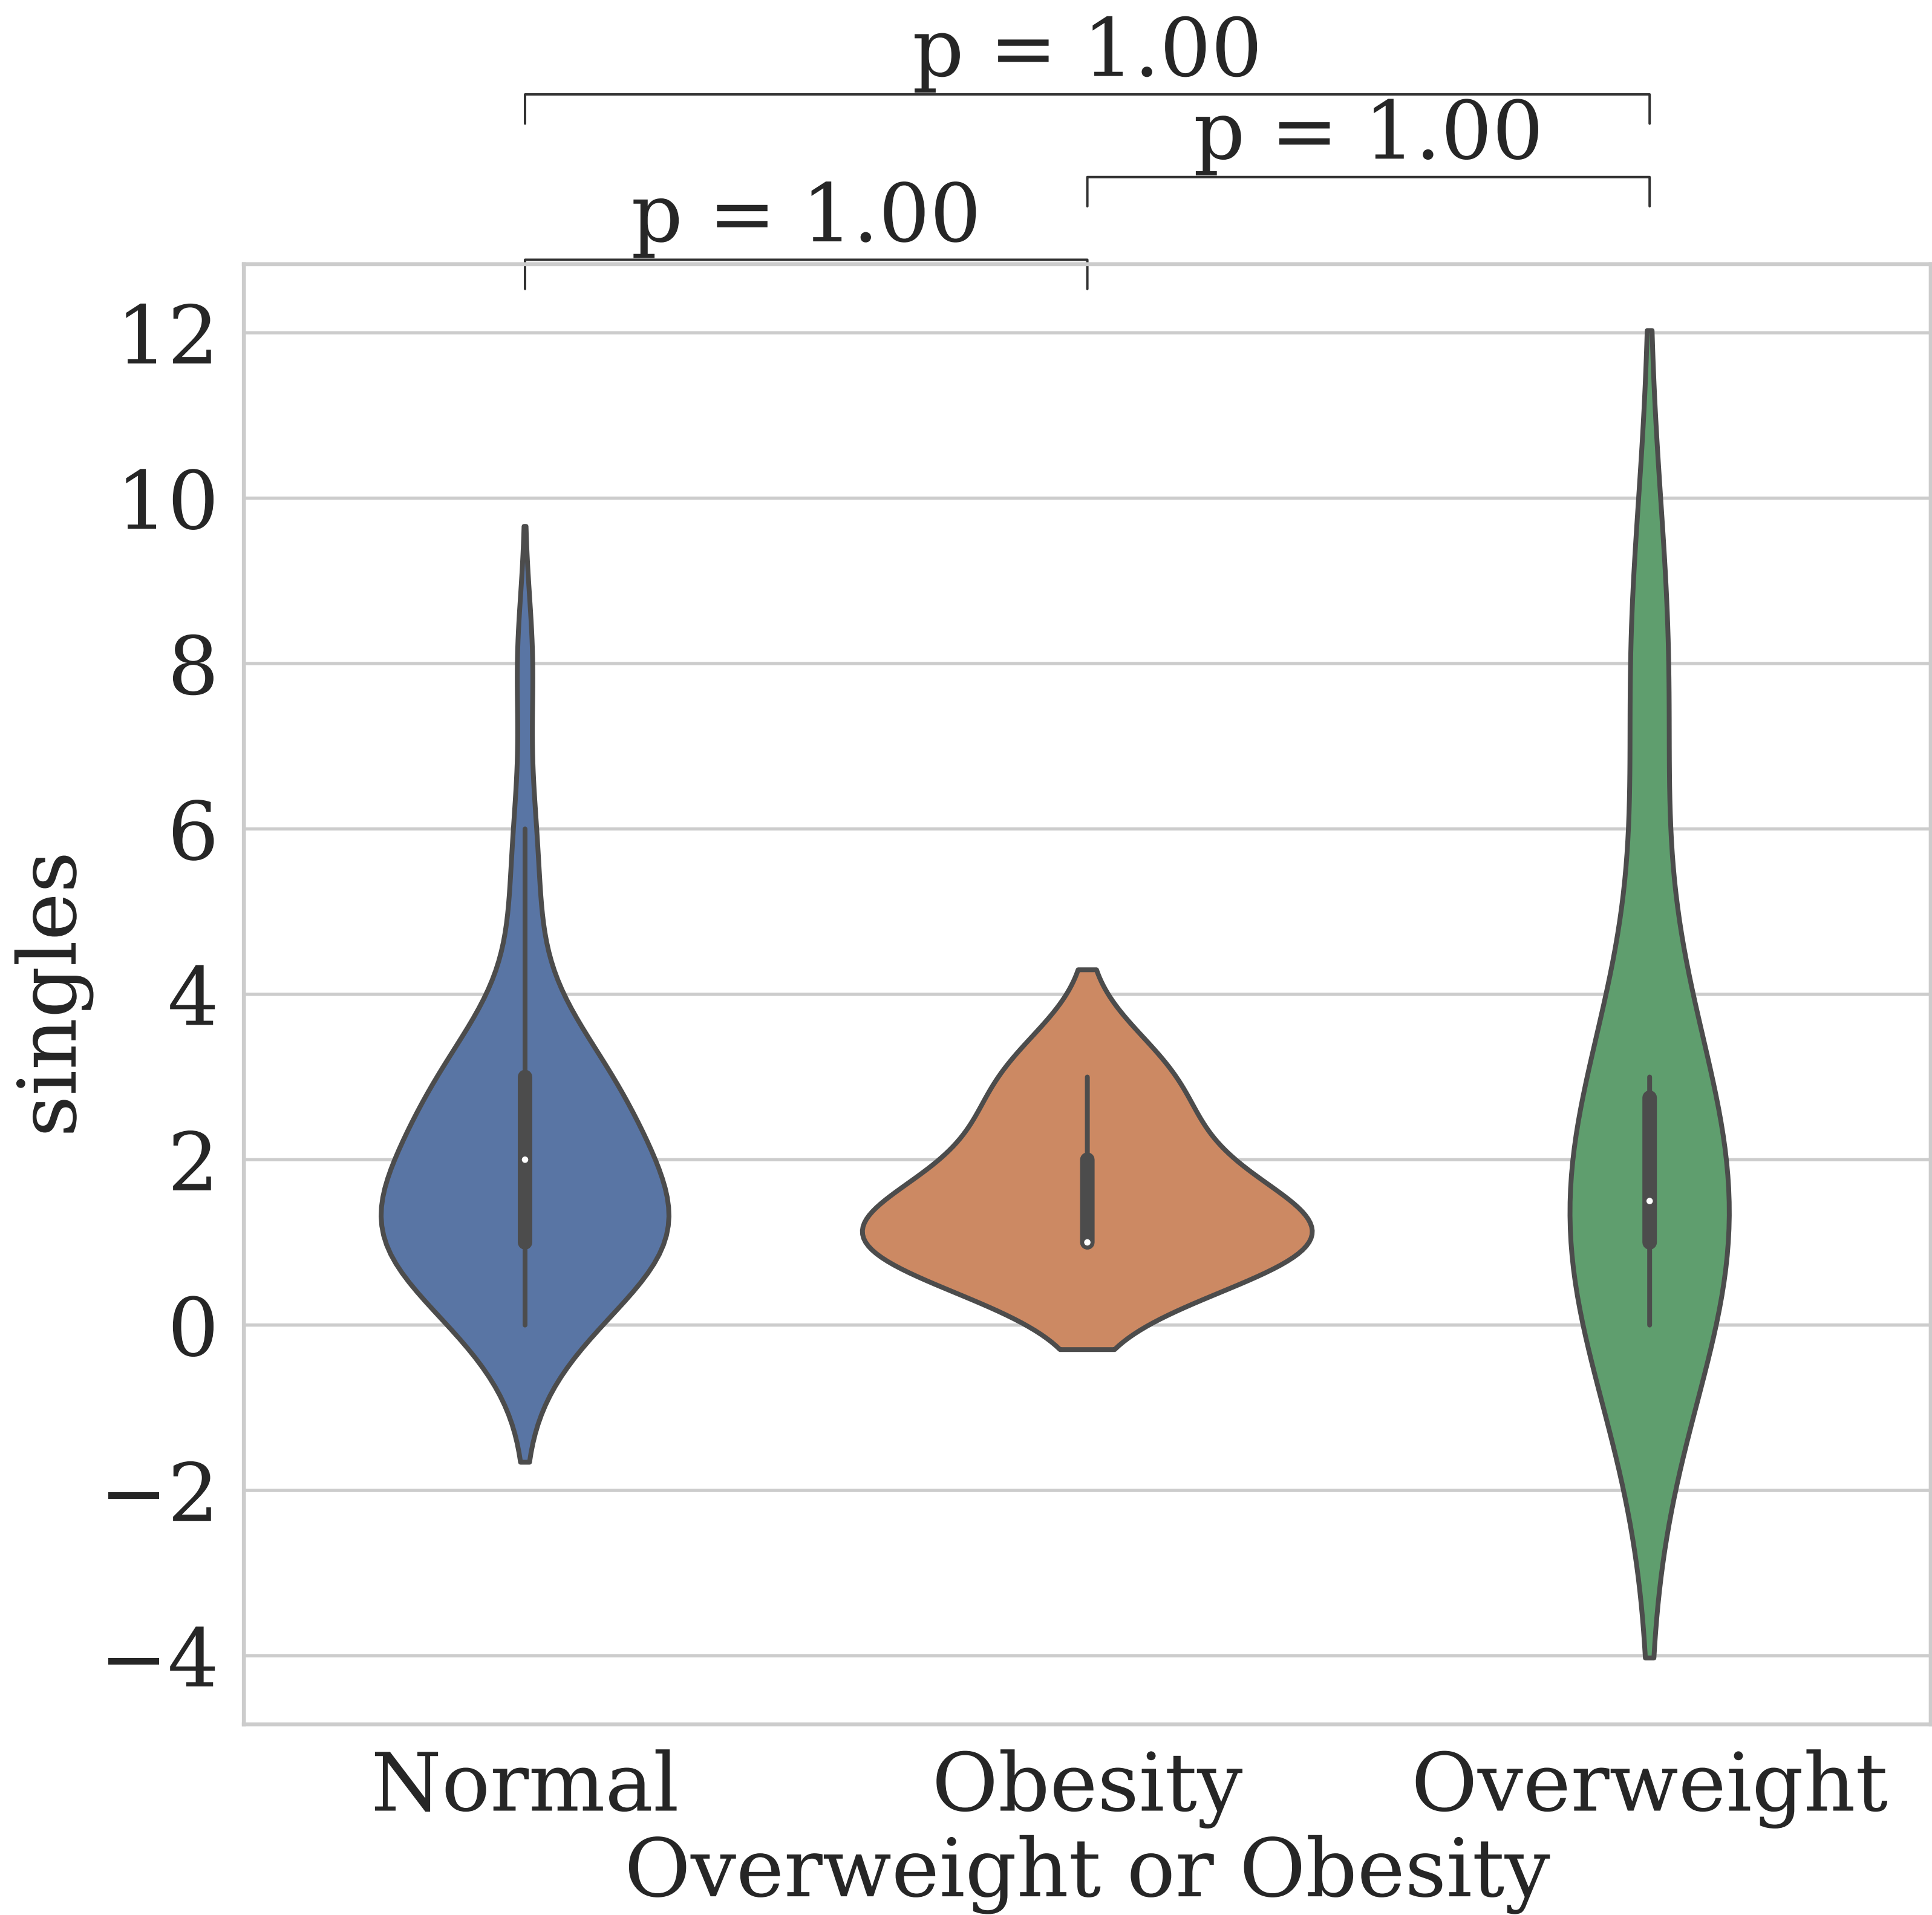 p = 1.00
p = 1.00
p = 1.00
12
10
8
6
4
2
0
−2
−4
singles
Normal Obesity Overweight
Overweight or Obesity